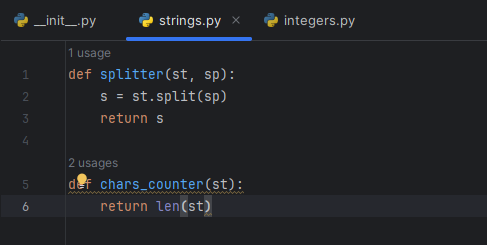 __init__.py strings.py integers.py
1 usage
1 def splitter(st, sp):
2     s = st.split(sp)
3     return s
4
2 usages
5 def chars_counter(st):
6     return len(st)